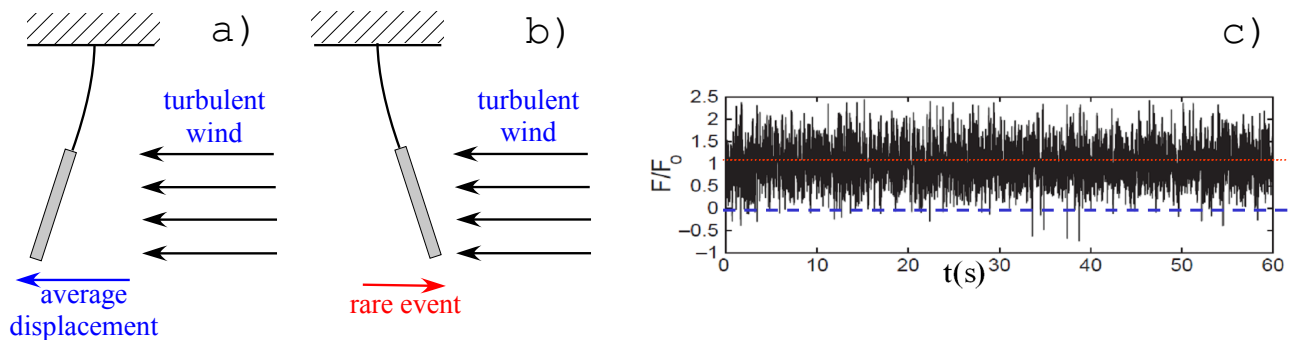 a)
turbulent
wind
average
displacement
b)
turbulent
wind
rare event
c)
F/Fo
2.5
2
1.5
1
0.5
0
−0.5
−1
0 10 20 30 40 50 60
t(s)